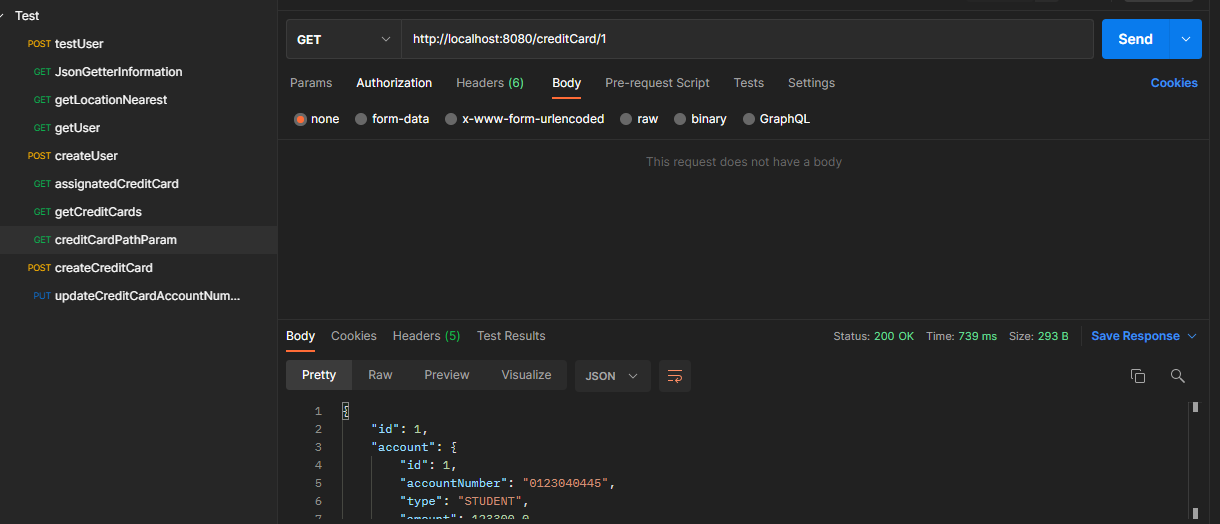 Test
POST testUser
GET JsonGetterInformation
GET getLocationNearest
GET getUser
POST createUser
GET assignatedCreditCard
GET getCreditCards
GET creditCardPathParam
POST createCreditCard
PUT updateCreditCardAccountNum...
GET http://localhost:8080/creditCard/1 Send
Params Authorization Headers (6) Body Pre-request Script Tests Settings Cookies
none form-data x-www-form-urlencoded raw binary GraphQL
This request does not have a body
Body Cookies Headers (5) Test Results Status: 200 OK Time: 739 ms Size: 293 B Save Response
Pretty Raw Preview Visualize JSON
1 {
2 "id": 1,
3 "account": {
4 "id": 1,
5 "accountNumber": "0123040445",
6 "type": "STUDENT",
7 "amount": 123300.0